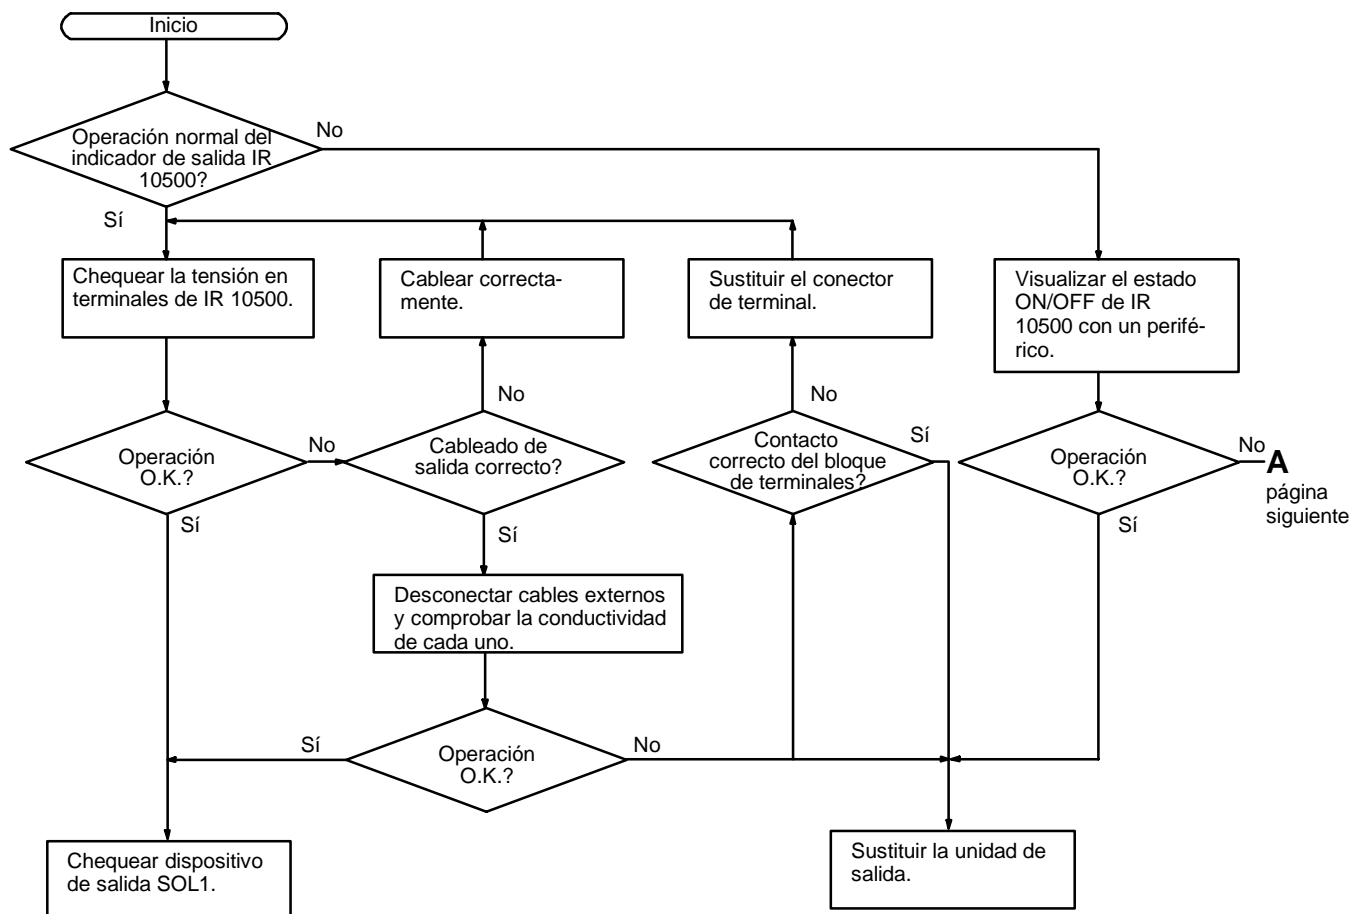 Inicio
Operación normal del
indicador de salida IR
10500?
No
Sí
Chequear la tensión en
terminales de IR 10500.
Cablear correcta-
mente.
Sustituir el conector
de terminal.
Visualizar el estado
ON/OFF de IR
10500 con un perifé-
rico.
No
No
Operación
O.K.?
No
Cableado de
salida correcto?
Contacto
correcto del bloque
de terminales?
Sí
Operación
O.K.?
No
A
página
siguiente
Sí
Sí
Sí
Desconectar cables externos
y comprobar la conductividad
de cada uno.
Sí
Operación
O.K.?
No
Chequear dispositivo
de salida SOL1.
Sustituir la unidad de
salida.